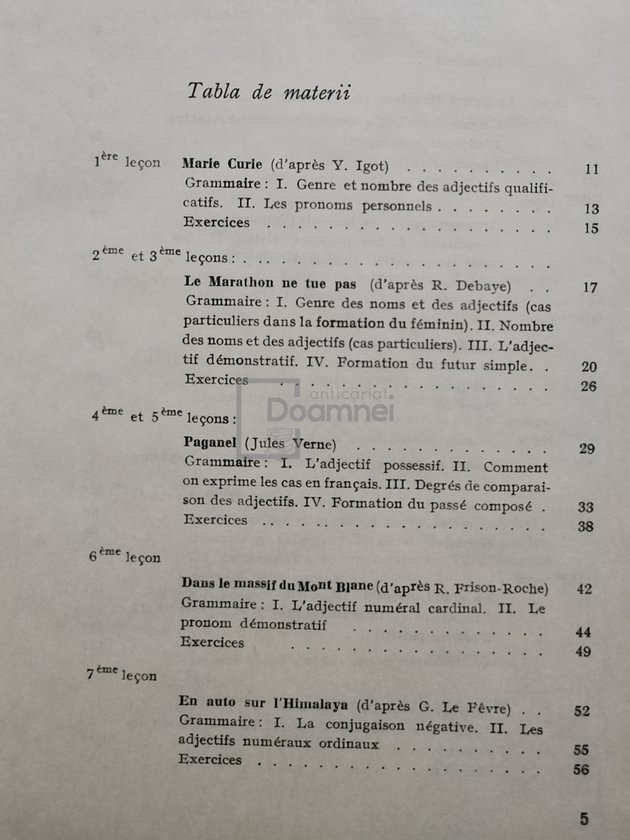 Tabla de materii
1ère leçon Marie Curie (d'après Y. Igot) . . . . . . . . . . 11
Grammaire : I. Genre et nombre des adjectifs qualifi-
catifs. II. Les pronoms personnels . . . . . . . . 13
Exercices . . . . . . . . . . . . . . . . . 15
2ème et 3ème leçons : . . . . . . . . . . . . . . . . . .
Le Marathon ne tue pas (d'après R. Debaye) . . 17
Grammaire : I. Genre des noms et des adjectifs (cas
particuliers dans la formation du féminin). II. Nombre
des noms et des adjectifs (cas particuliers). III. L'adjec-
tif démonstratif. IV. Formation du futur simple . . 20
Exercices . . . . . . . . . . . . . . . . 26
anticariat
Doamnei
4ème et 5ème leçons :
Paganel (Jules Verne) . . . . . . . . . . . . 29
Grammaire : I. L'adjectif possessif. II. Comment
on exprime les cas en français. III. Degrés de comparai-
son des adjectifs. IV. Formation du passé composé . 33
Exercices . . . . . . . . . . . . . . . . . 38
6ème leçon
Dans le massif du Mont Blanc (d'après R. Frison-Roche) 42
Grammaire : I. L'adjectif numéral cardinal. II. Le
pronom démonstratif . . . . . . . . . . . . 44
Exercices . . . . . . . . . . . . . . . 49
7ème leçon
En auto sur l'Himalaya (d'après G. Le Fêvre) . . 52
Grammaire : I. La conjugaison négative. II. Les
adjectifs numéraux ordinaux . . . . . . . . . . 55
Exercices . . . . . . . . . . . . . . . . . 56
5